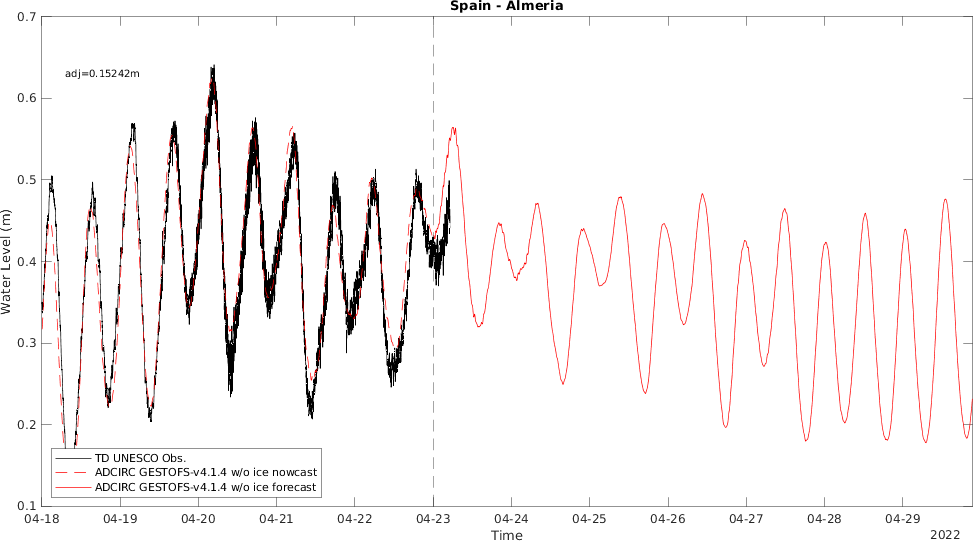 Spain - Almeria
0.7
adj=0.15242m
0.6
0.5
0.4
0.3
0.2
0.1
Water Level (m)
TD UNESCO Obs.
ADCIRC GESTOFS-v4.1.4 w/o ice nowcast
ADCIRC GESTOFS-v4.1.4 w/o ice forecast
04-18 04-19 04-20 04-21 04-22 04-23 04-24 04-25 04-26 04-27 04-28 04-29
Time
2022